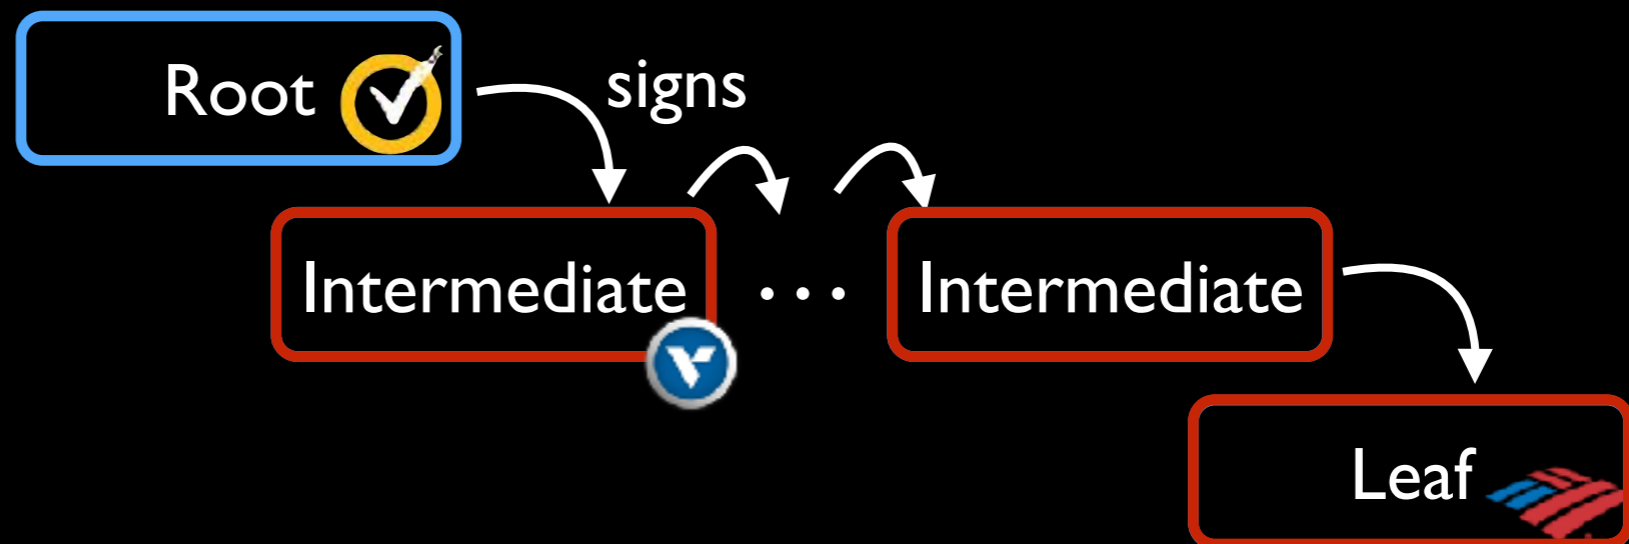 Root
signs
Intermediate ... Intermediate
Leaf